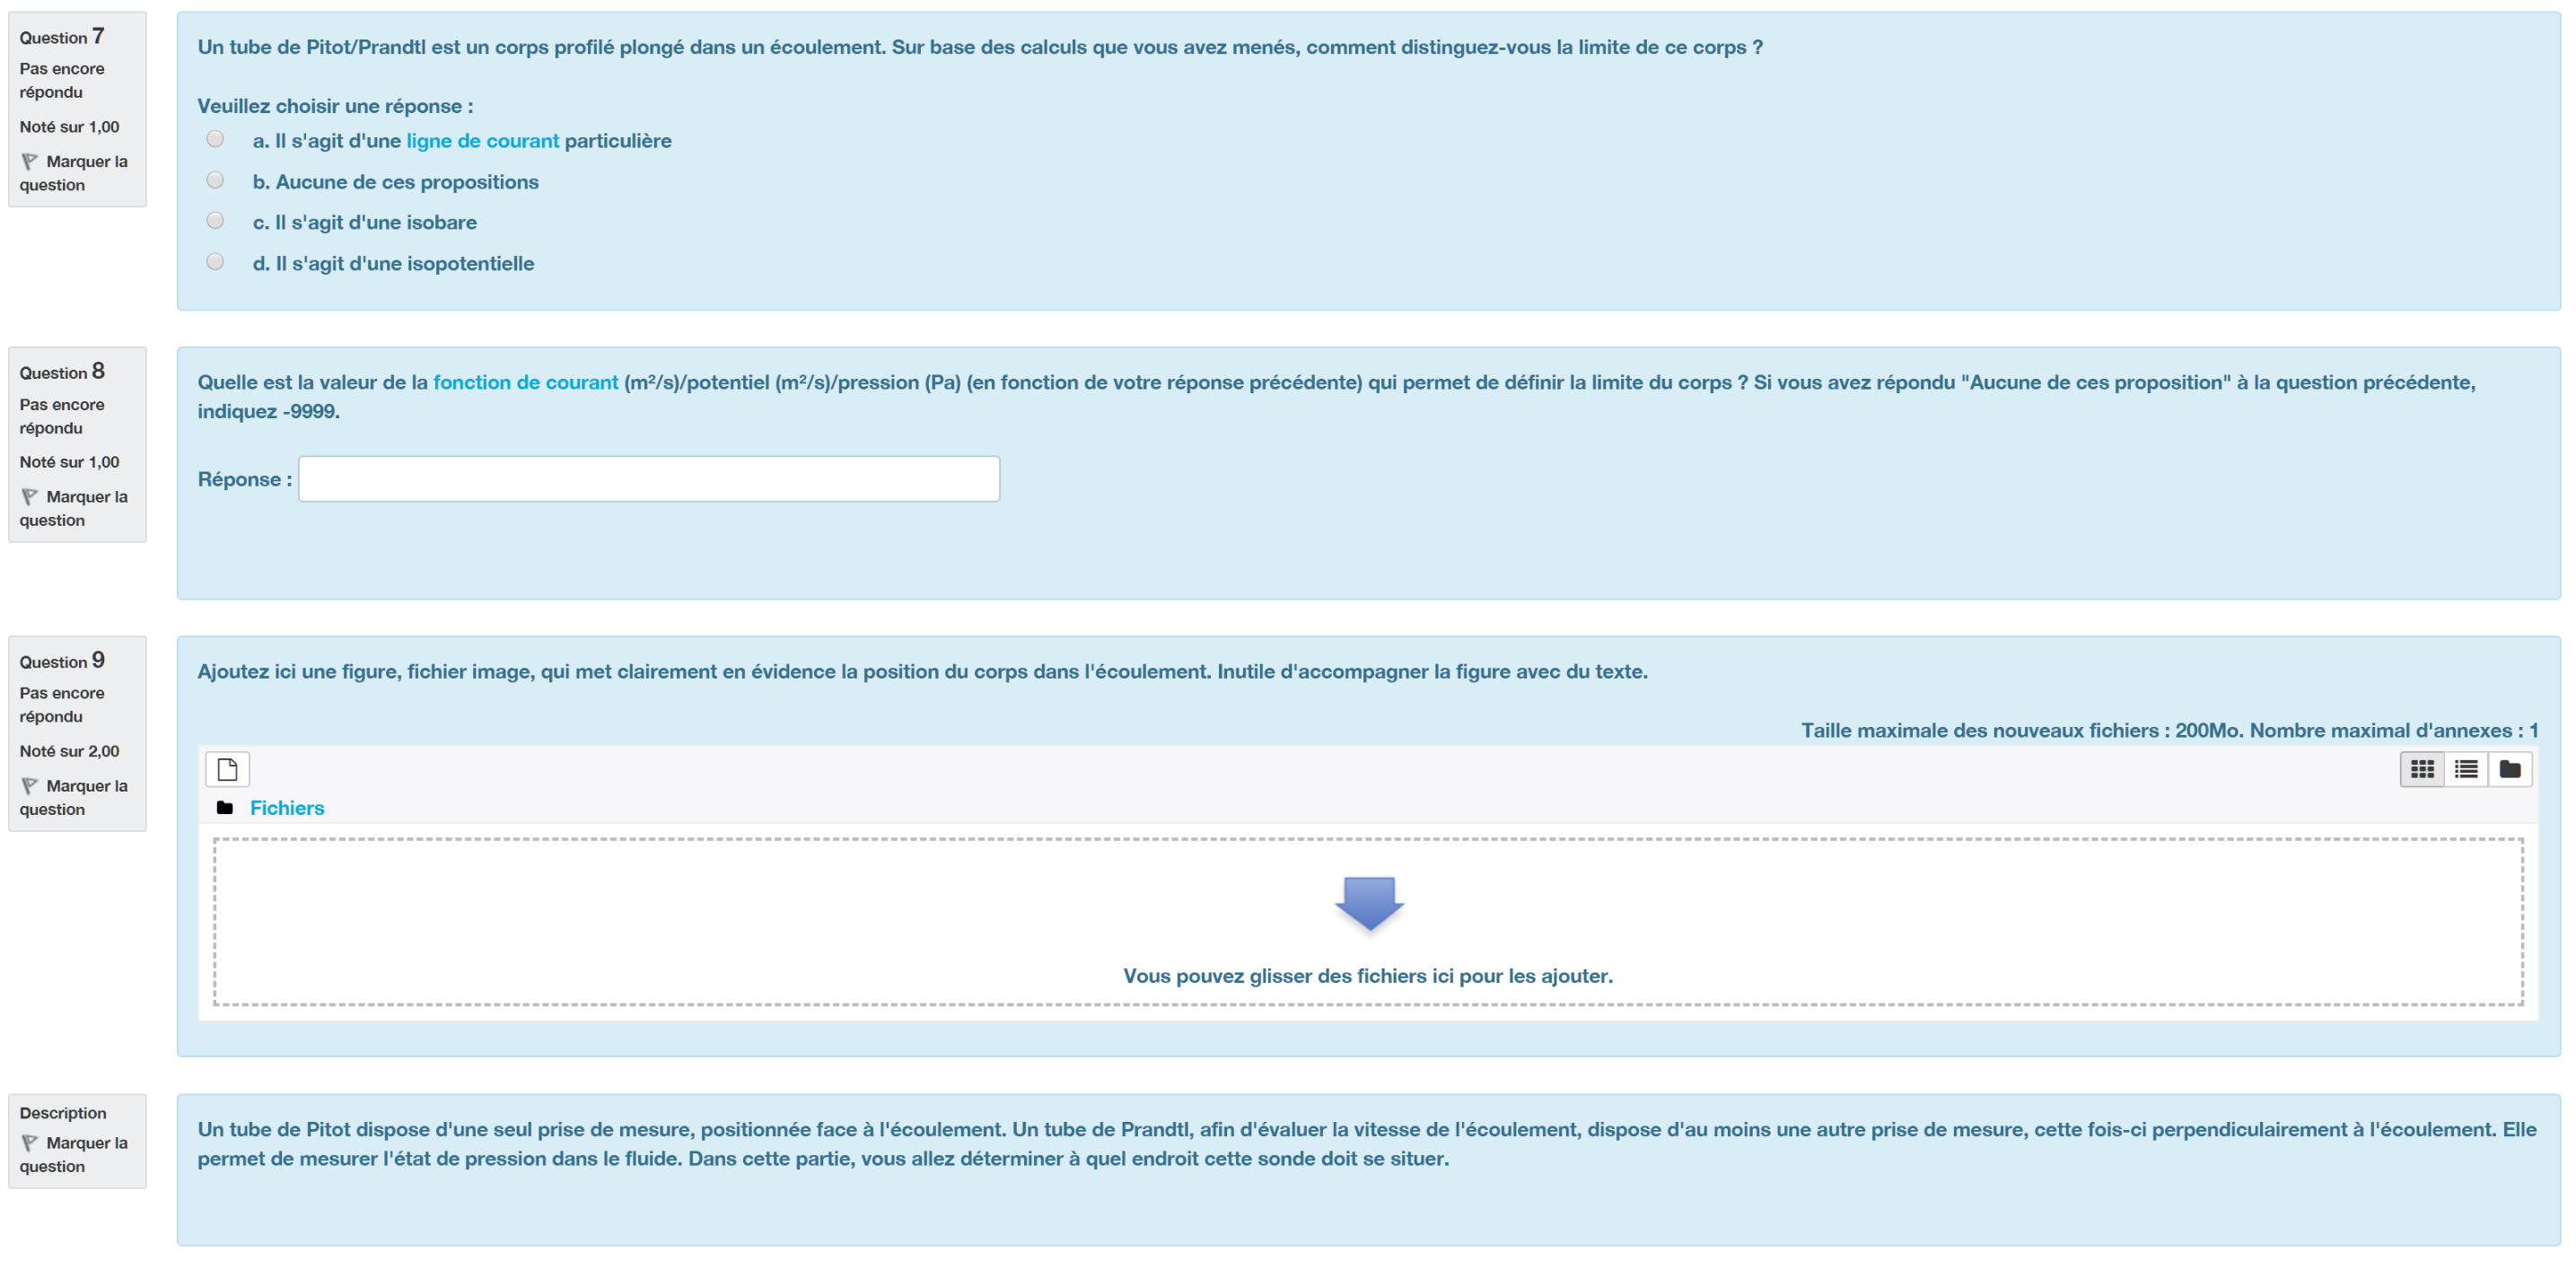 Question 7
Pas encore
répondu
Noté sur 1,00
Marquer la
question
Un tube de Pitot/Prandtl est un corps profilé plongé dans un écoulement. Sur base des calculs que vous avez menés, comment distinguez-vous la limite de ce corps ?
Veuillez choisir une réponse :
a. Il s'agit d'une ligne de courant particulière
b. Aucune de ces propositions
c. Il s'agit d'une isobare
d. Il s'agit d'une isopotentielle
Question 8
Pas encore
répondu
Noté sur 1,00
Marquer la
question
Quelle est la valeur de la fonction de courant (m²/s)/potentiel (m²/s)/pression (Pa) (en fonction de votre réponse précédente) qui permet de définir la limite du corps ? Si vous avez répondu "Aucune de ces proposition" à la question précédente,
indiquez -9999.
Réponse :
Question 9
Pas encore
répondu
Noté sur 2,00
Marquer la
question
Ajoutez ici une figure, fichier image, qui met clairement en évidence la position du corps dans l'écoulement. Inutile d'accompagner la figure avec du texte.
Taille maximale des nouveaux fichiers : 200Mo. Nombre maximal d'annexes : 1
Fichiers
Vous pouvez glisser des fichiers ici pour les ajouter.
Description
Marquer la
question
Un tube de Pitot dispose d'une seul prise de mesure, positionnée face à l'écoulement. Un tube de Prandtl, afin d'évaluer la vitesse de l'écoulement, dispose d'au moins une autre prise de mesure, cette fois-ci perpendiculairement à l'écoulement. Elle
permet de mesurer l'état de pression dans le fluide. Dans cette partie, vous allez déterminer à quel endroit cette sonde doit se situer.